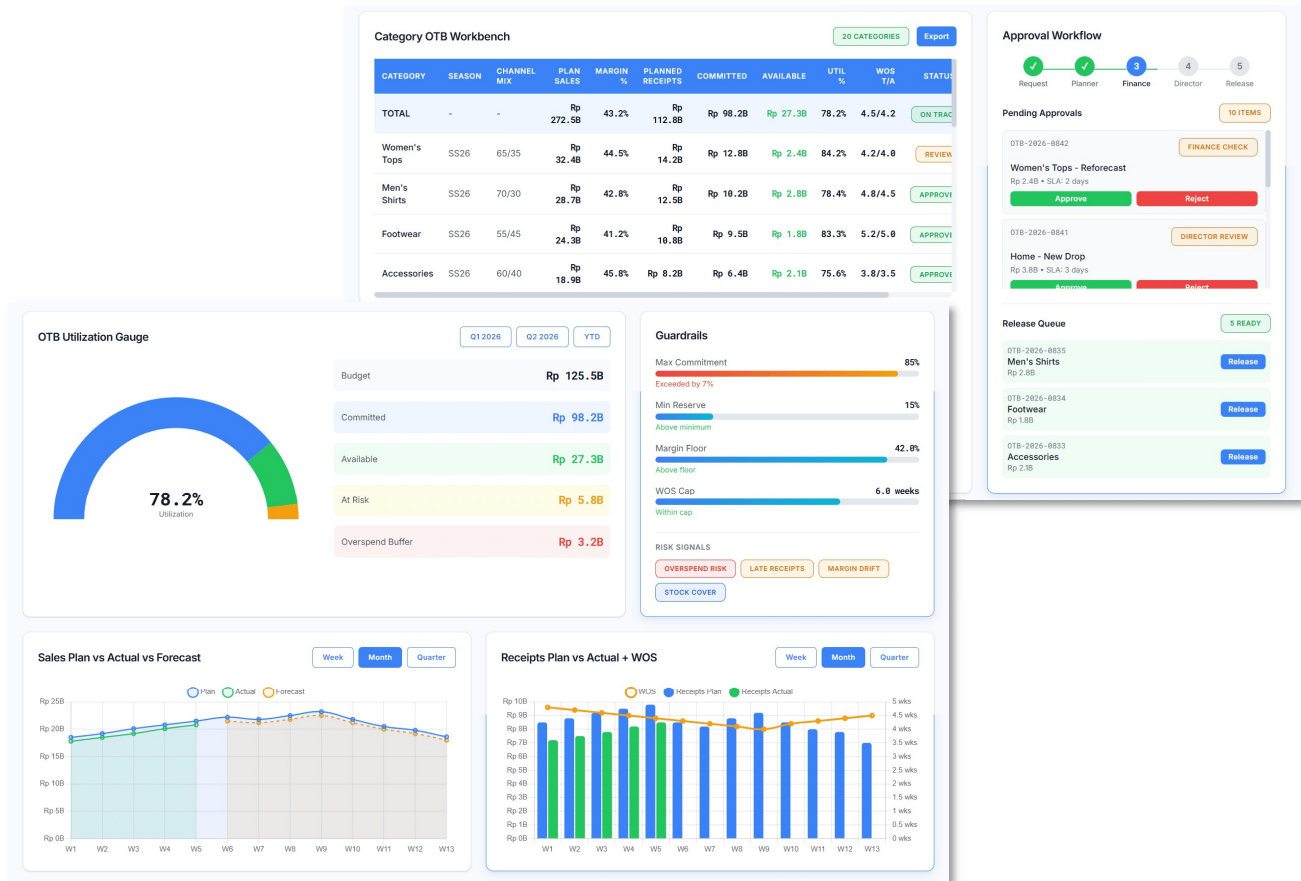 Category OTB Workbench
20 CATEGORIES
Export
CATEGORY SEASON CHANNEL MIX PLAN SALES MARGIN % PLANNED RECEIPTS COMMITTED AVAILABLE UTIL % WOS T/A STATUS
TOTAL - - Rp 272.5B 43.2% Rp 112.8B Rp 98.2B Rp 27.3B 78.2% 4.5/4.2 ON TRAC
Women's Tops SS26 65/35 Rp 32.4B 44.5% Rp 14.2B Rp 12.8B Rp 2.4B 84.2% 4.2/4.0 REVIEW
Men's Shirts SS26 70/30 Rp 28.7B 42.8% Rp 12.5B Rp 10.2B Rp 2.8B 78.4% 4.8/4.5 APPROVE
Footwear SS26 55/45 Rp 24.3B 41.2% Rp 10.8B Rp 9.5B Rp 1.8B 83.3% 5.2/5.0 APPROVE
Accessories SS26 60/40 Rp 18.9B 45.8% Rp 8.2B Rp 6.4B Rp 2.1B 75.6% 3.8/3.5 APPROVE
Approval Workflow
3 4 5
Request Planner Finance Director Release
Pending Approvals
10 ITEMS
OTB-2026-0842
FINANCE CHECK
Women's Tops - Reforecast
Rp 2.4B • SLA: 2 days
Approve Reject
OTB-2026-0841
DIRECTOR REVIEW
Home - New Drop
Rp 3.8B • SLA: 3 days
Approve Reject
Release Queue
5 READY
OTB-2026-0835
Men's Shirts
Rp 2.8B
Release
OTB-2026-0834
Footwear
Rp 1.8B
Release
OTB-2026-0833
Accessories
Rp 2.1B
Release
OTB Utilization Gauge
Q1 2026 Q2 2026 YTD
78.2%
Utilization
Budget Rp 125.5B
Committed Rp 98.2B
Available Rp 27.3B
At Risk Rp 5.8B
Overspend Buffer Rp 3.2B
Guardrails
Max Commitment 85%
Exceeded by 7%
Min Reserve 15%
Above minimum
Margin Floor 42.0%
Above floor
WOS Cap 6.0 weeks
Within cap
RISK SIGNALS
OVERSPEND RISK LATE RECEIPTS MARGIN DRIFT
STOCK COVER
Sales Plan vs Actual vs Forecast
Week Month Quarter
Plan Actual Forecast
Rp 25B
Rp 20B
Rp 15B
Rp 10B
Rp 5B
Rp 0B
W1 W2 W3 W4 W5 W6 W7 W8 W9 W10 W11 W12 W13
Receipts Plan vs Actual + WOS
Week Month Quarter
WOS Receipts Plan Receipts Actual
Rp 10B 5 wks
Rp 9B 4.5 wks
Rp 8B 4 wks
Rp 7B 3.5 wks
Rp 6B 3 wks
Rp 5B 2.5 wks
Rp 4B 2 wks
Rp 3B 1.5 wks
Rp 2B 1 wks
Rp 1B 0.5 wks
Rp 0B 0 wks
W1 W2 W3 W4 W5 W6 W7 W8 W9 W10 W11 W12 W13